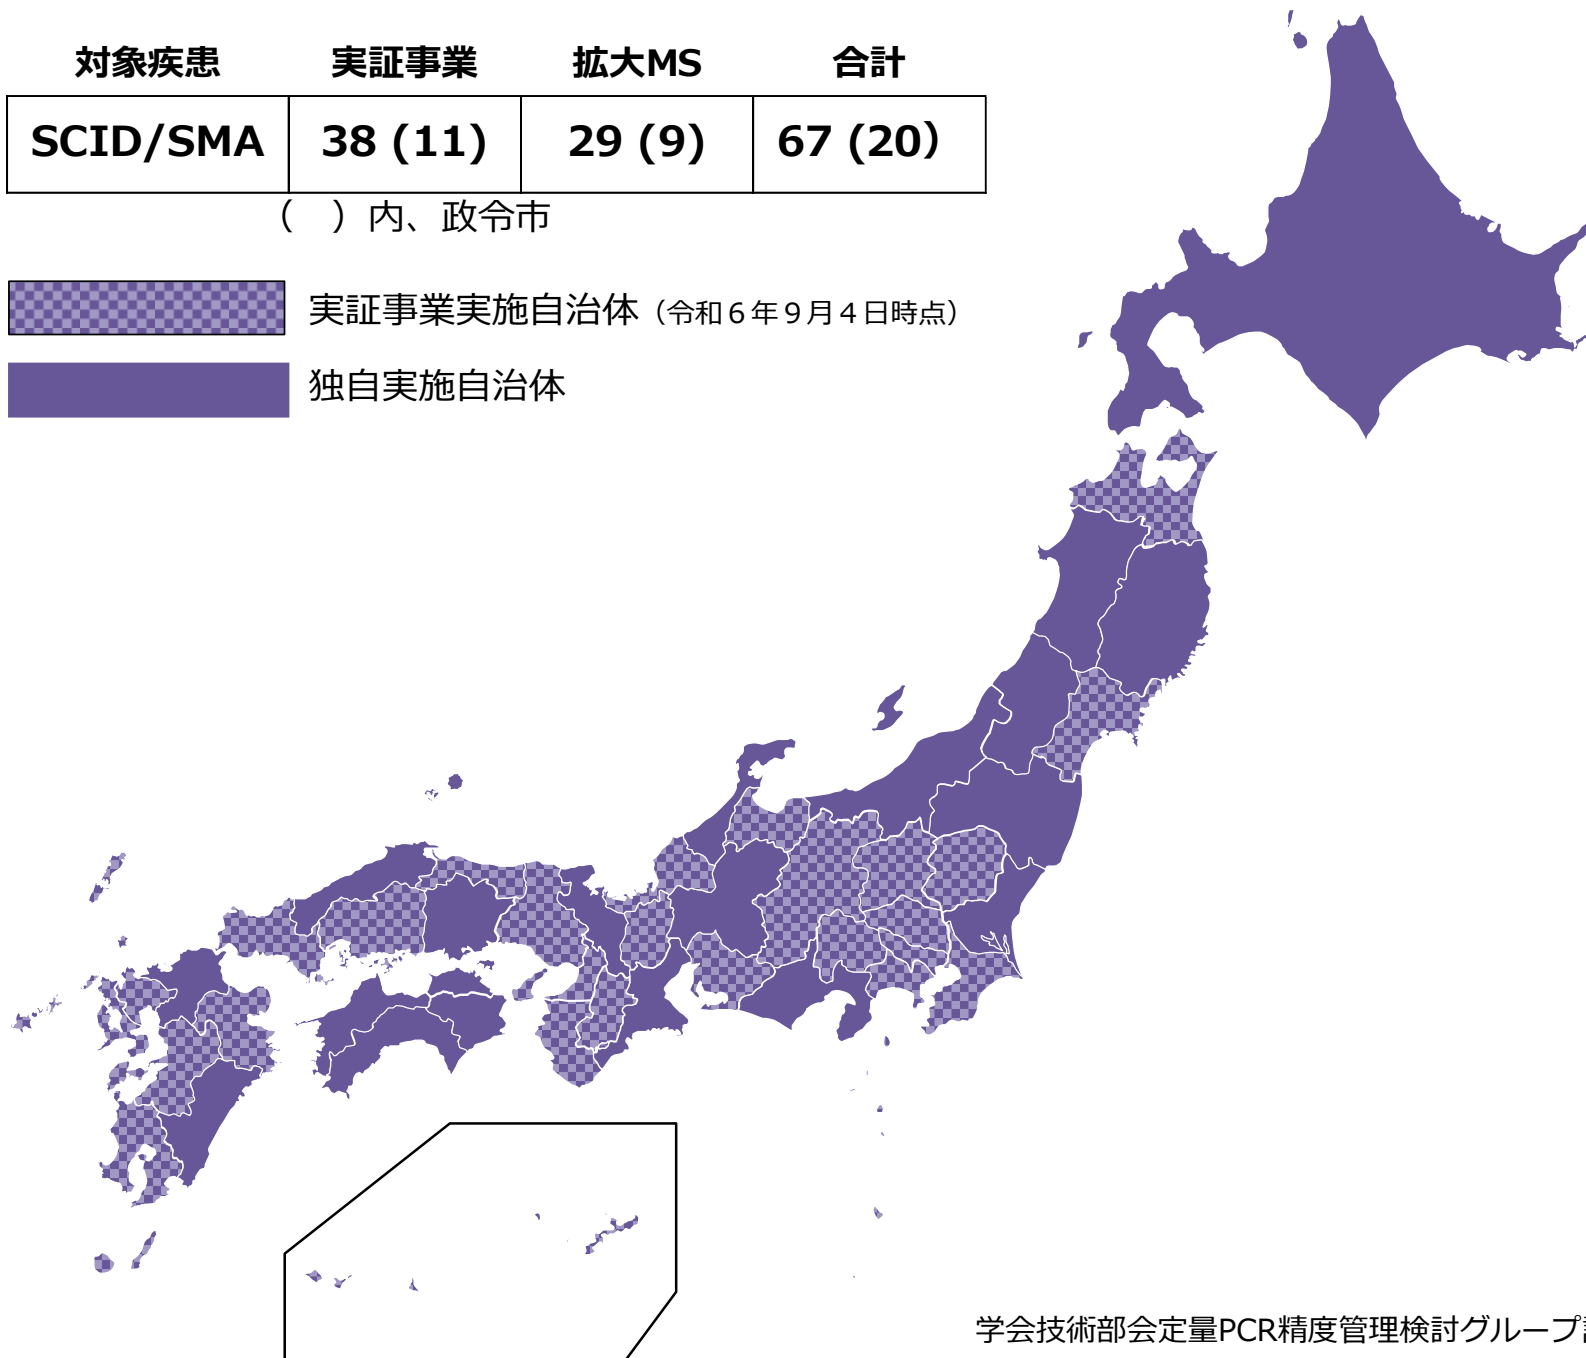 対象疾患 実証事業 拡大MS 合計
SCID/SMA 38 (11) 29 (9) 67 (20）
（　）内、政令市
実証事業実施自治体（令和６年９月４日時点）
独自実施自治体
学会技術部会定量PCR精度管理検討グループ